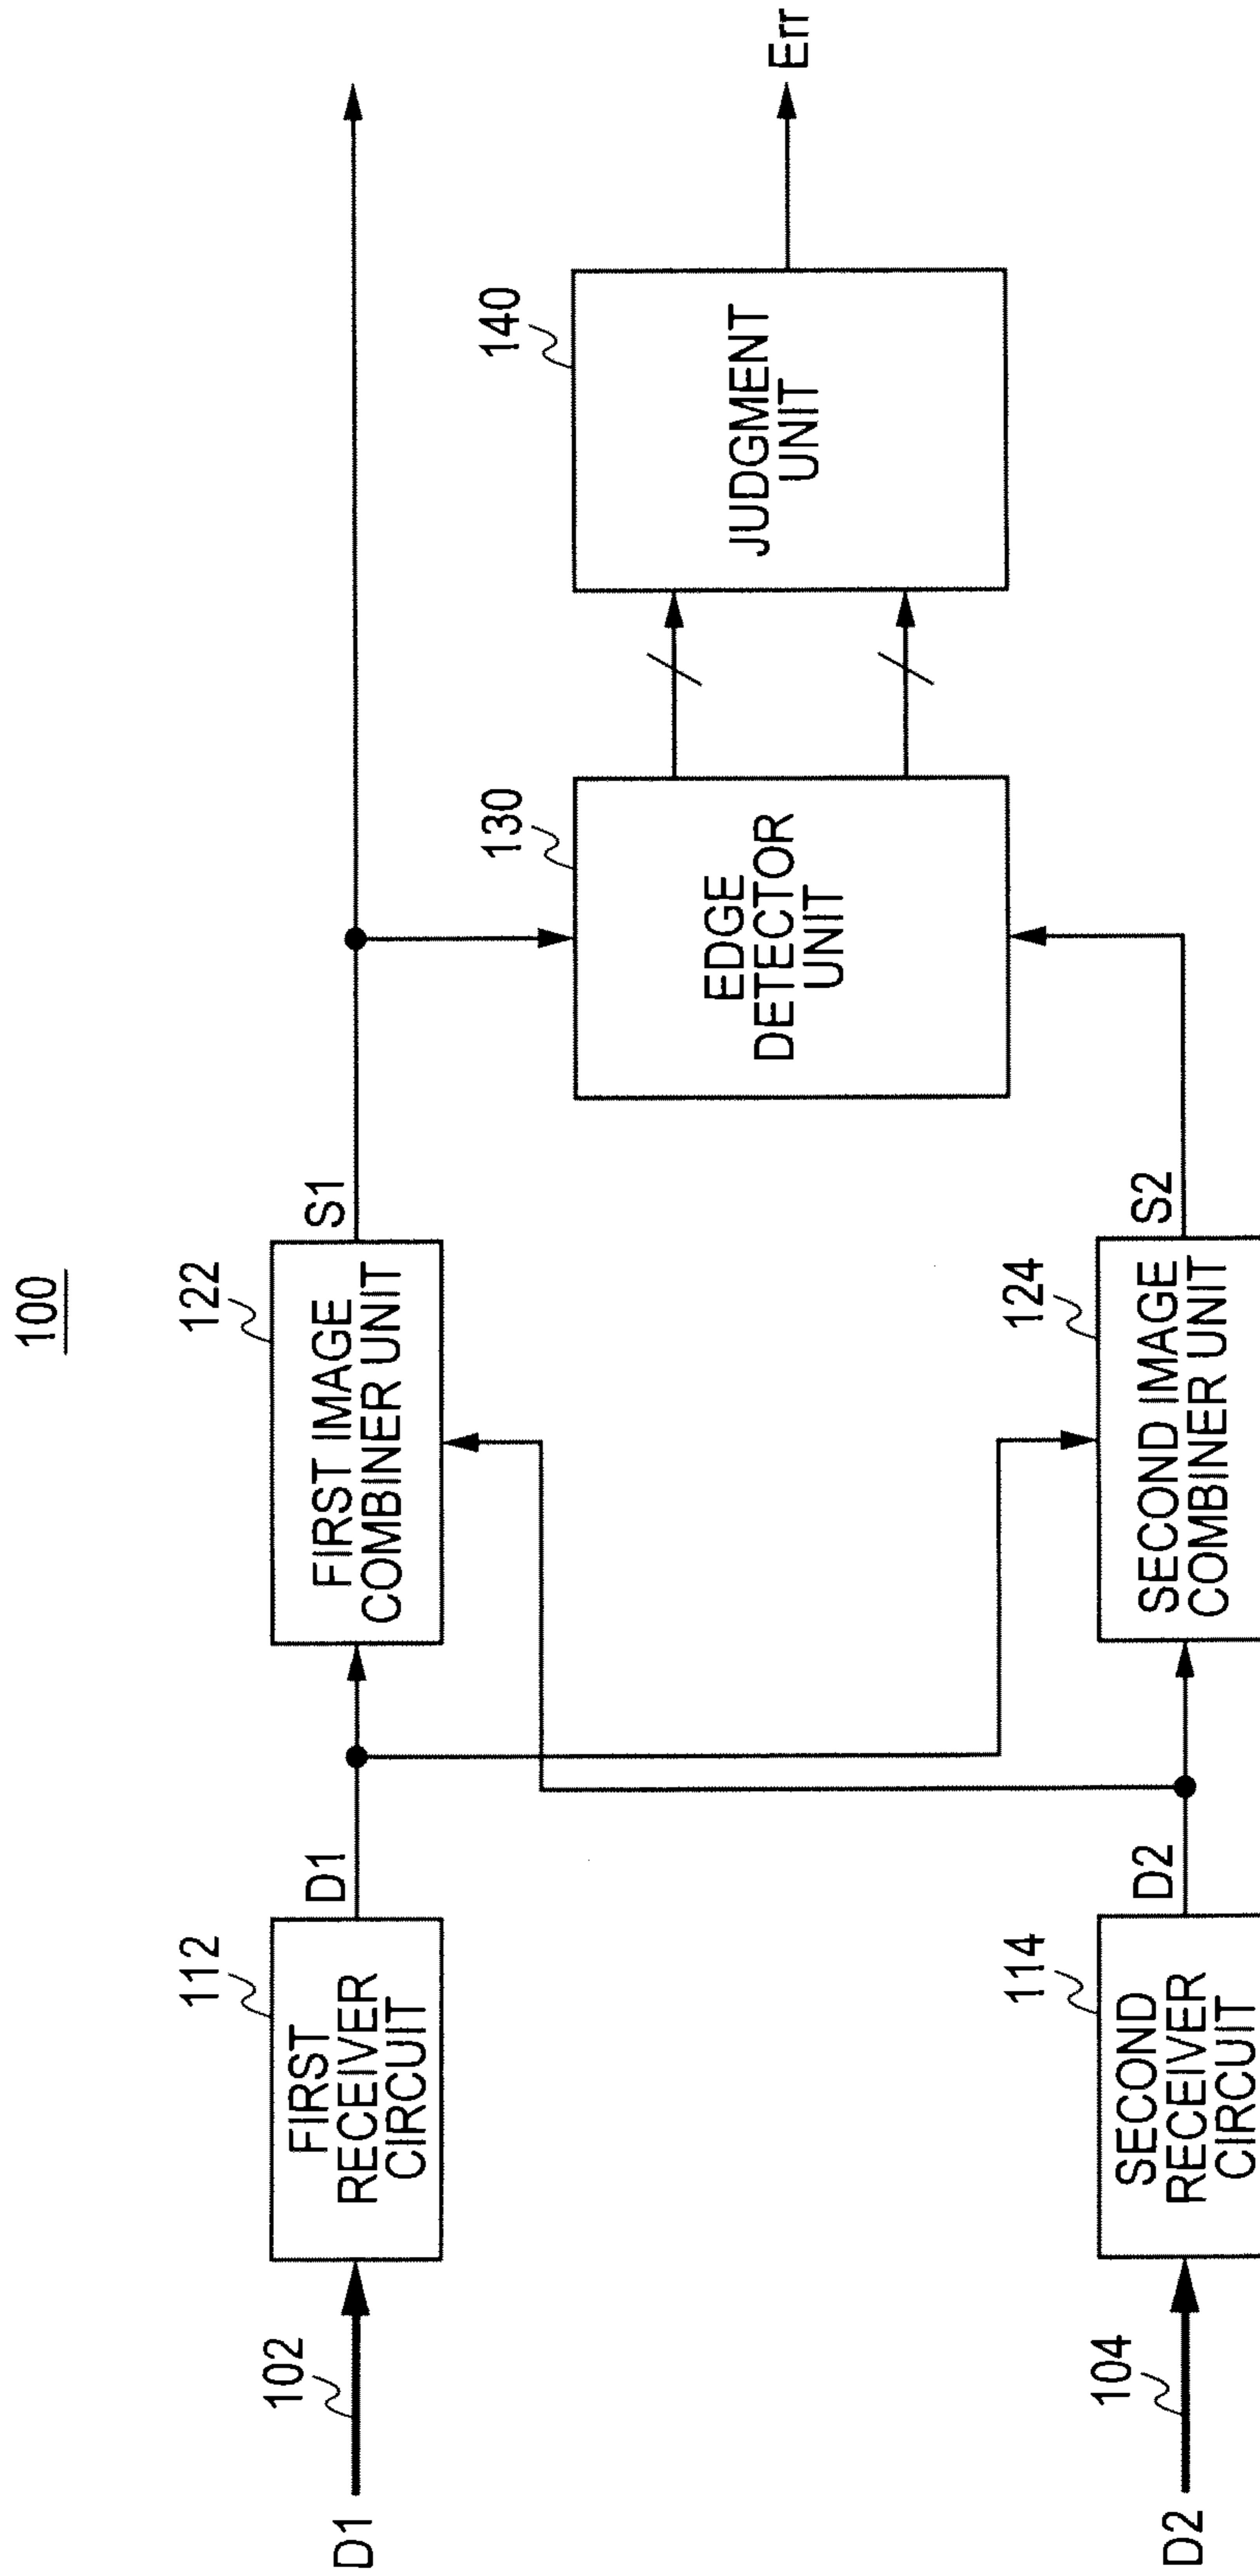 100
D1
102
112
FIRST
RECEIVER
CIRCUIT
D1
122
FIRST IMAGE
COMBINER UNIT
S1
130
EDGE
DETECTOR
UNIT
140
JUDGMENT
UNIT
Err
D2
104
114
SECOND
RECEIVER
CIRCUIT
D2
124
SECOND IMAGE
COMBINER UNIT
S2